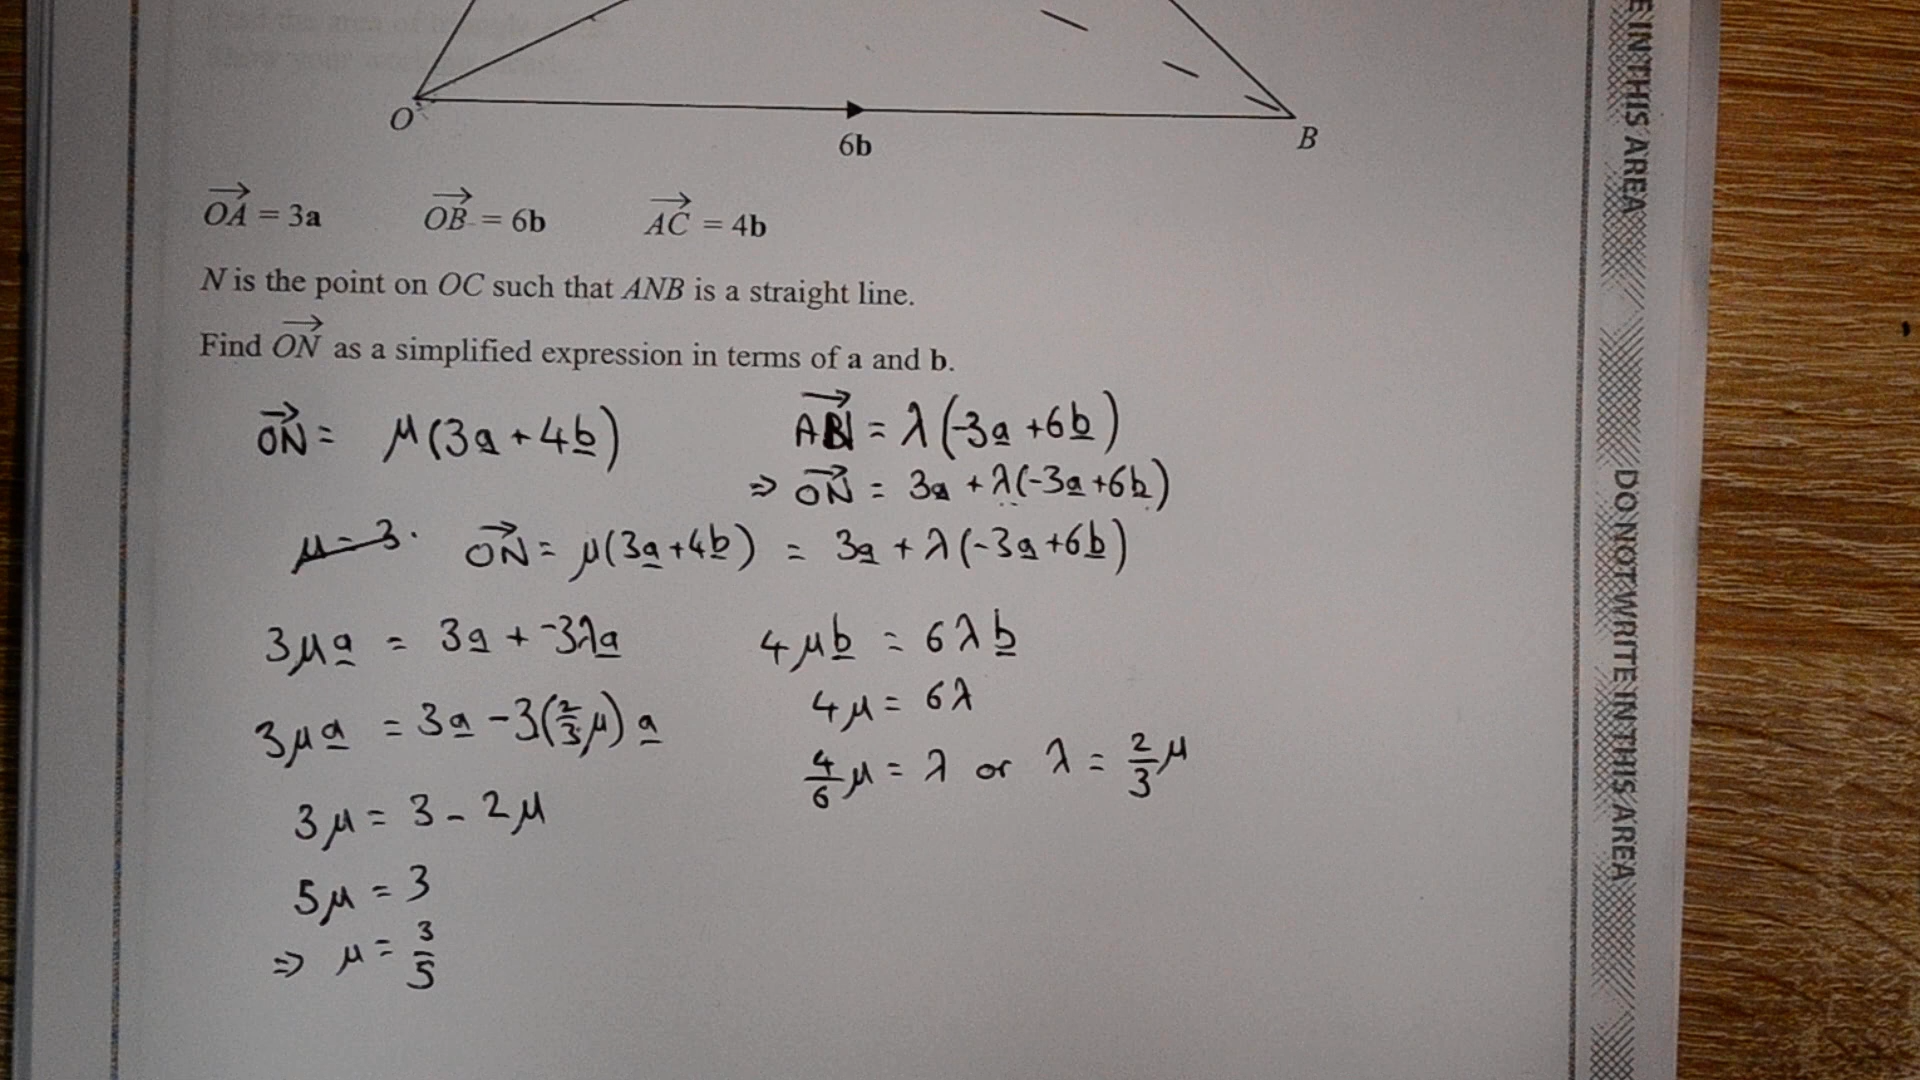 O
6b
B
OA = 3a OB = 6b AC = 4b
N is the point on OC such that ANB is a straight line.
Find ON as a simplified expression in terms of a and b.
ON = μ(3a + 4b) AN = λ(-3a + 6b)
⇒ ON = 3a + λ(-3a + 6b)
μ = 3. ON = μ(3a + 4b) = 3a + λ(-3a + 6b)
3μa = 3a + -3λa 4μb = 6λb
3μa = 3a - 3(2/3 μ)a 4μ = 6λ
4/6 μ = λ or λ = 2/3 μ
3μ = 3 - 2μ
5μ = 3
⇒ μ = 3/5
E IN THIS AREA
DO NOT WRITE IN THIS AREA